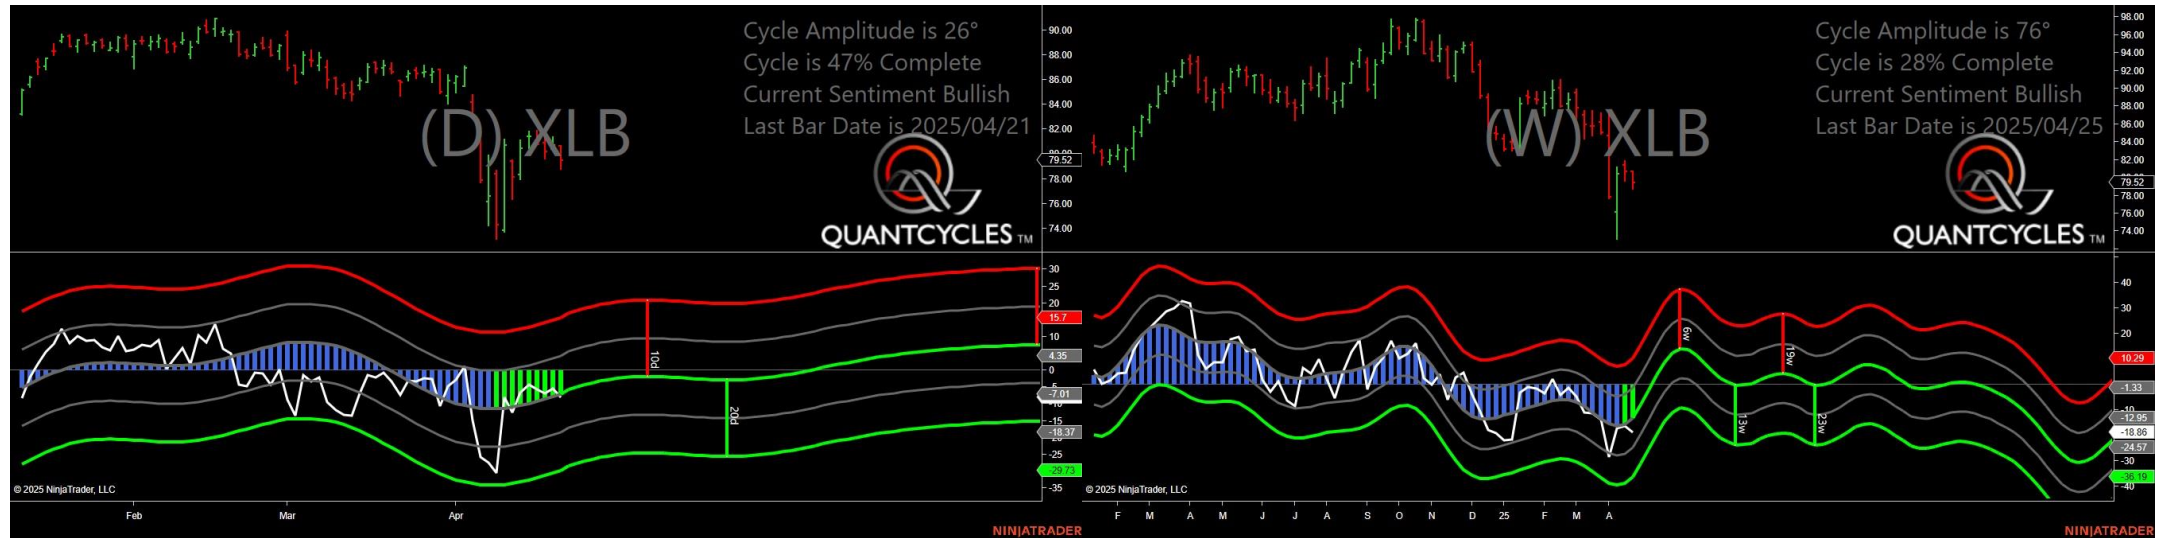 Cycle Amplitude is 26°
Cycle is 47% Complete
Current Sentiment Bullish
Last Bar Date is 2025/04/21
(D) XLB
QUANTCYCLES TM
90.00
88.00
86.00
84.00
82.00
79.52
78.00
76.00
74.00
30
25
20
15.7
10
4.35
0
-7.01
-15
-18.37
-25
-29.73
-35
10d
20d
© 2025 NinjaTrader, LLC
Feb Mar Apr
NINJATRADER
Cycle Amplitude is 76°
Cycle is 28% Complete
Current Sentiment Bullish
Last Bar Date is 2025/04/25
(W) XLB
QUANTCYCLES TM
98.00
96.00
94.00
92.00
90.00
88.00
86.00
84.00
82.00
79.52
78.00
76.00
74.00
40
30
20
10.29
-1.33
-12.95
-18.86
-24.57
-30
-36.19
-40
6w
19w
13w
23w
© 2025 NinjaTrader, LLC
F M A M J J A S O N D 25 F M A
NINJATRADER